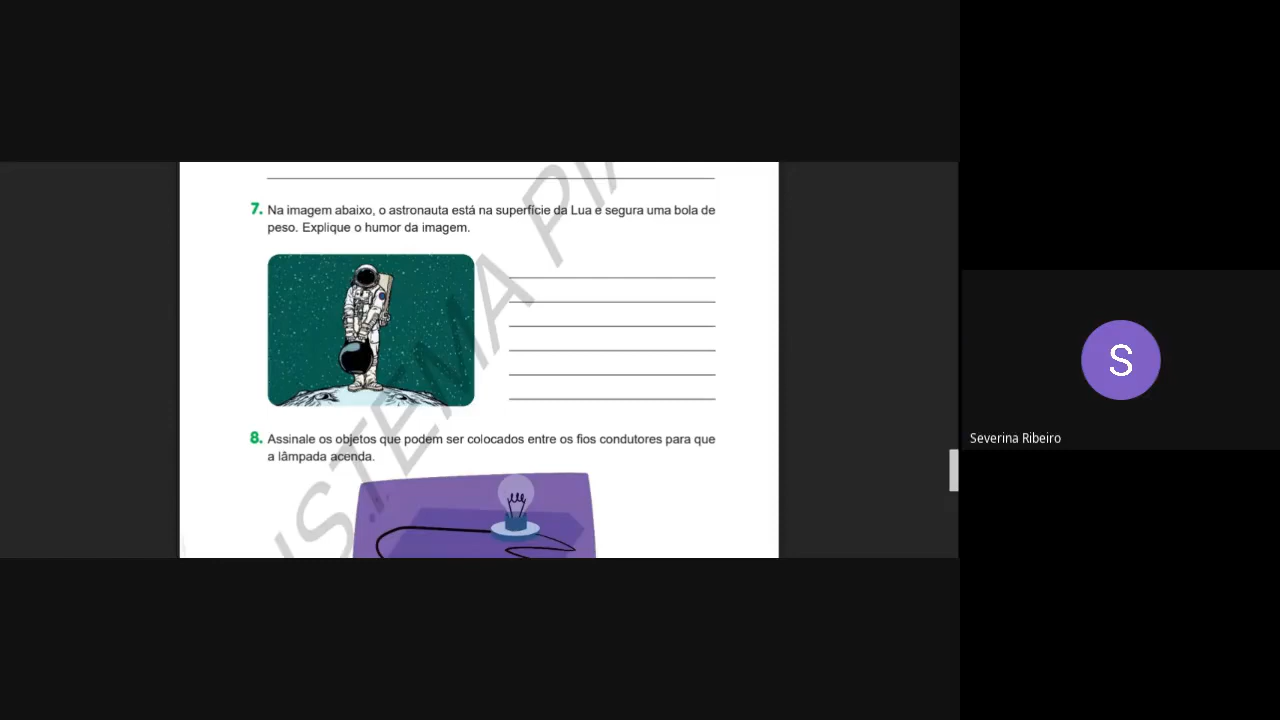 7. Na imagem abaixo, o astronauta está na superfície da Lua e segura uma bola de
peso. Explique o humor da imagem.
8. Assinale os objetos que podem ser colocados entre os fios condutores para que
a lâmpada acenda.
S
Severina Ribeiro